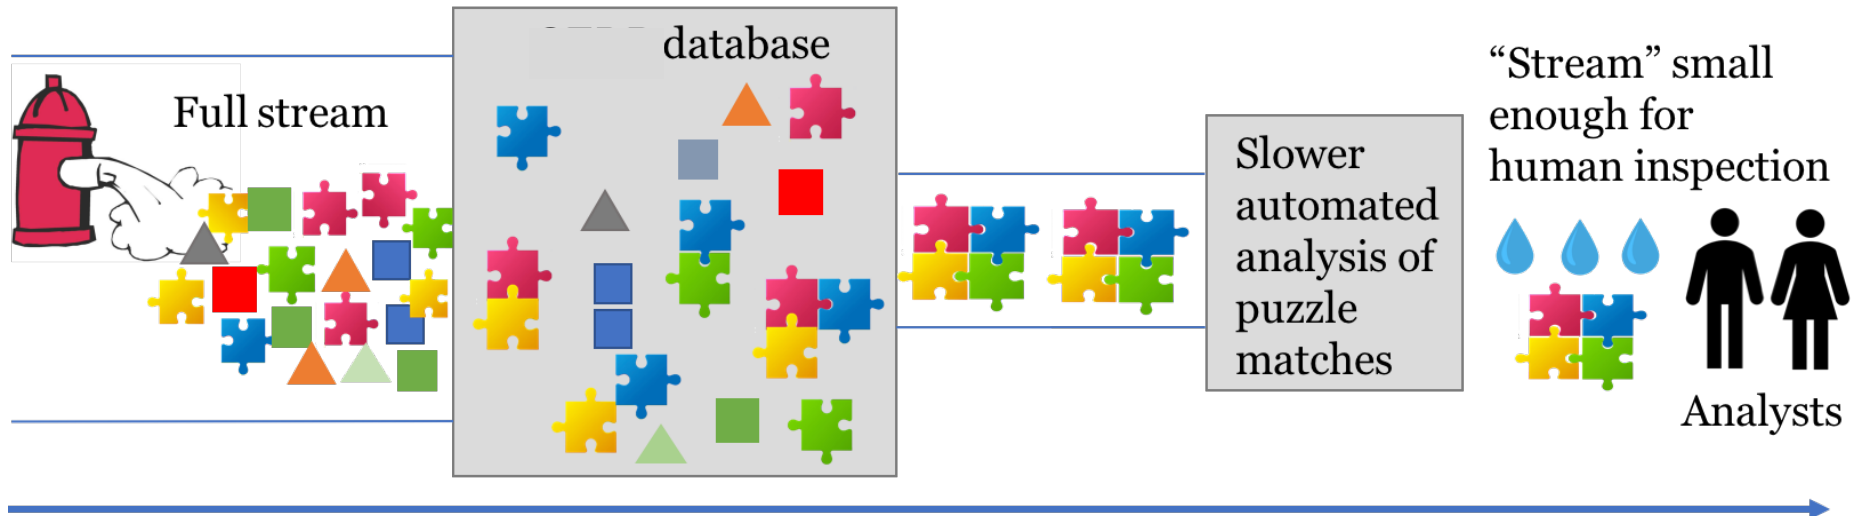 Full stream
database
Slower
automated
analysis of
puzzle
matches
“Stream” small
enough for
human inspection
Analysts